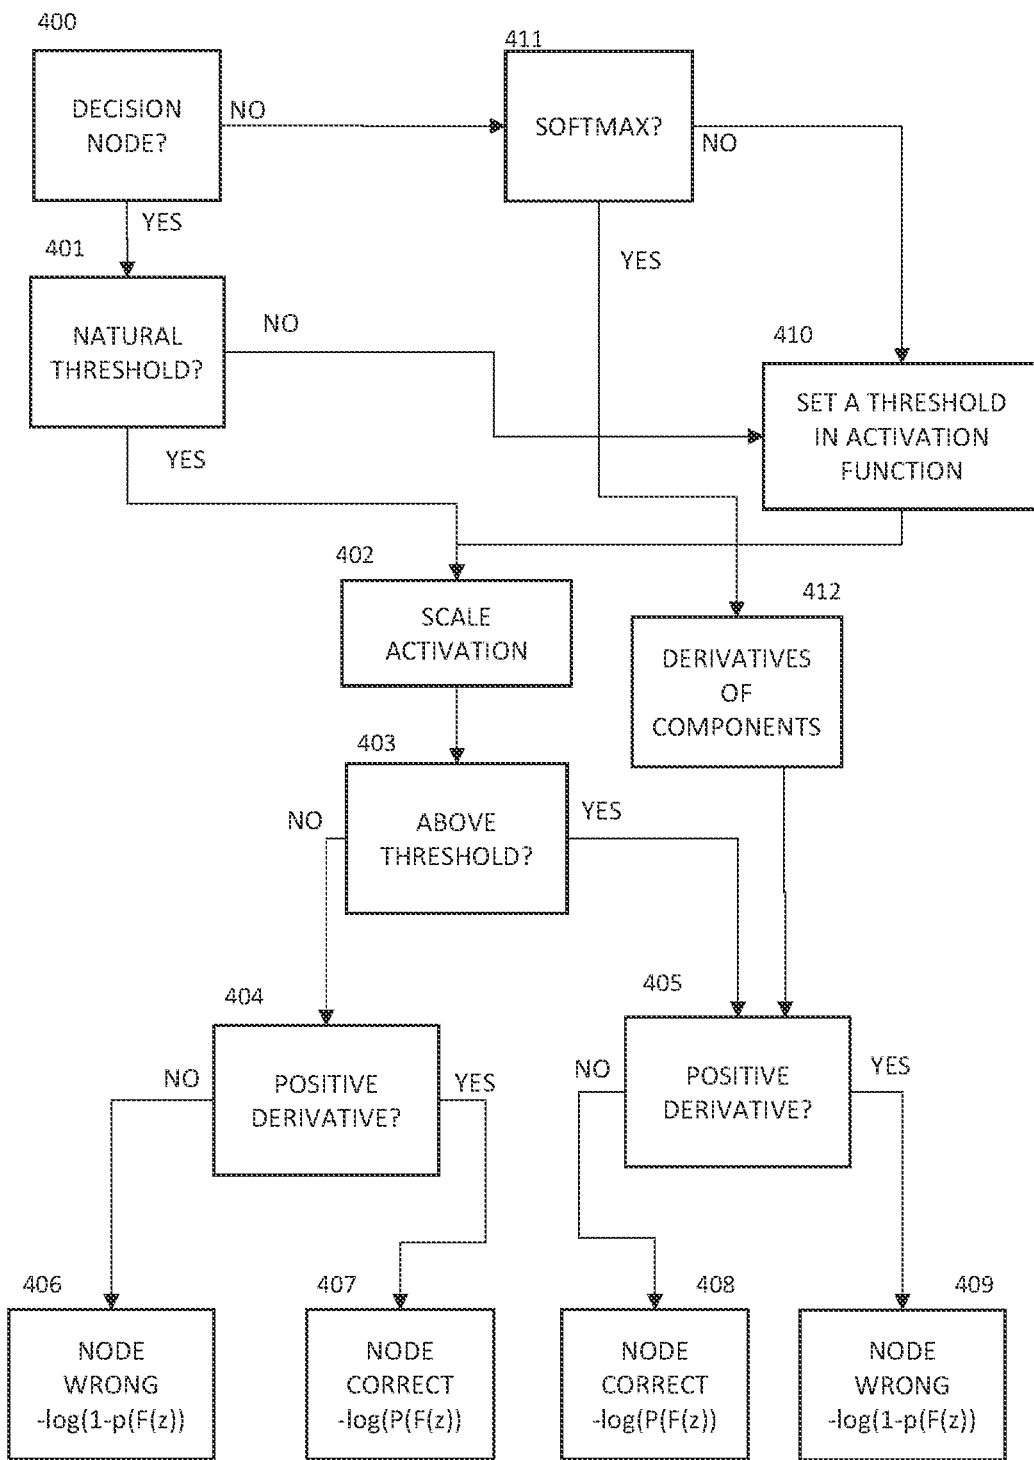 400
DECISION
NODE?
NO
YES
411
SOFTMAX?
NO
YES
401
NATURAL
THRESHOLD?
NO
YES
410
SET A THRESHOLD
IN ACTIVATION
FUNCTION
402
SCALE
ACTIVATION
412
DERIVATIVES
OF
COMPONENTS
403
ABOVE
THRESHOLD?
NO
YES
404
POSITIVE
DERIVATIVE?
NO
YES
405
POSITIVE
DERIVATIVE?
NO
YES
406
NODE
WRONG
-log(1-p(F(z))
407
NODE
CORRECT
-log(P(F(z))
408
NODE
CORRECT
-log(P(F(z))
409
NODE
WRONG
-log(1-p(F(z))